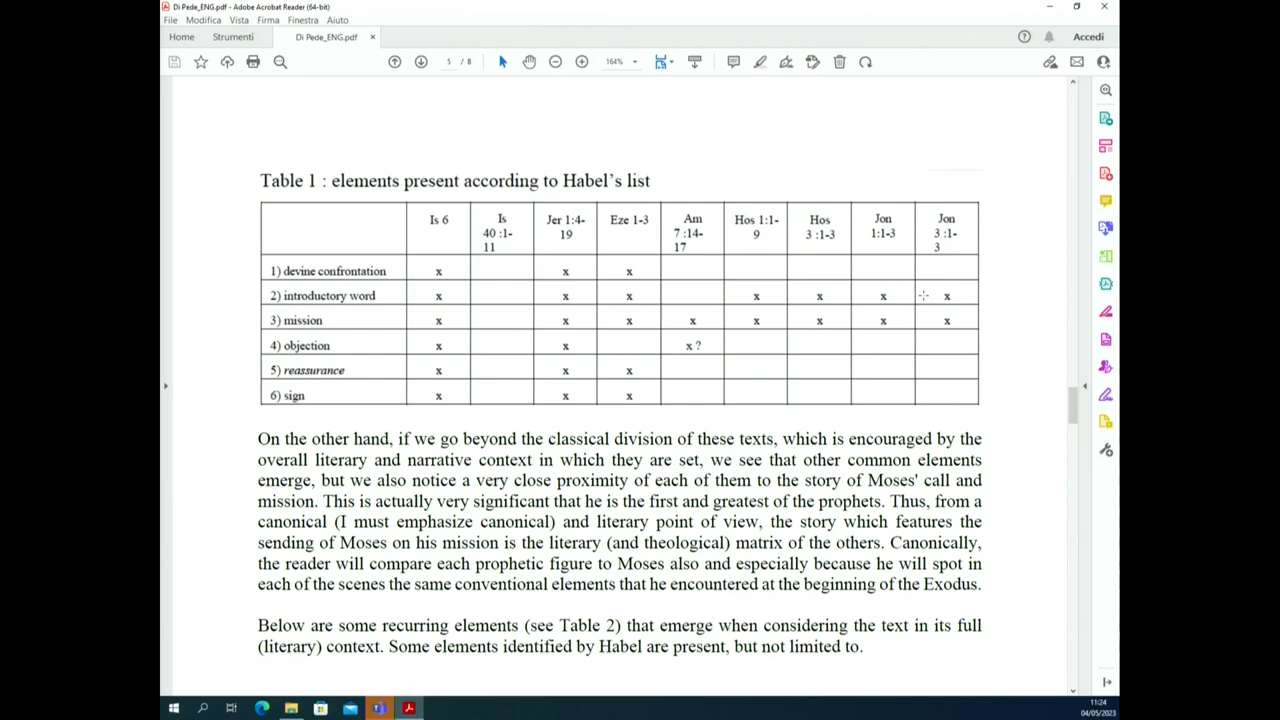 Di Pede_ENG.pdf - Adobe Acrobat Reader (64-bit)
File Modifica Vista Firma Finestra Aiuto
Home Strumenti Di Pede_ENG.pdf × Accedi
5 / 8 164%
Table 1 : elements present according to Habel's list
Is 6 Is 40 :1-11 Jer 1:4-19 Eze 1-3 Am 7 :14-17 Hos 1:1-9 Hos 3 :1-3 Jon 1:1-3 Jon 3 :1-3
1) devine confrontation x x x
2) introductory word x x x x x x x
3) mission x x x x x x x x
4) objection x x x ?
5) reassurance x x x
6) sign x x x
On the other hand, if we go beyond the classical division of these texts, which is encouraged by the
overall literary and narrative context in which they are set, we see that other common elements
emerge, but we also notice a very close proximity of each of them to the story of Moses' call and
mission. This is actually very significant that he is the first and greatest of the prophets. Thus, from a
canonical (I must emphasize canonical) and literary point of view, the story which features the
sending of Moses on his mission is the literary (and theological) matrix of the others. Canonically,
the reader will compare each prophetic figure to Moses also and especially because he will spot in
each of the scenes the same conventional elements that he encountered at the beginning of the Exodus.
Below are some recurring elements (see Table 2) that emerge when considering the text in its full
(literary) context. Some elements identified by Habel are present, but not limited to.
11:24
04/05/2023